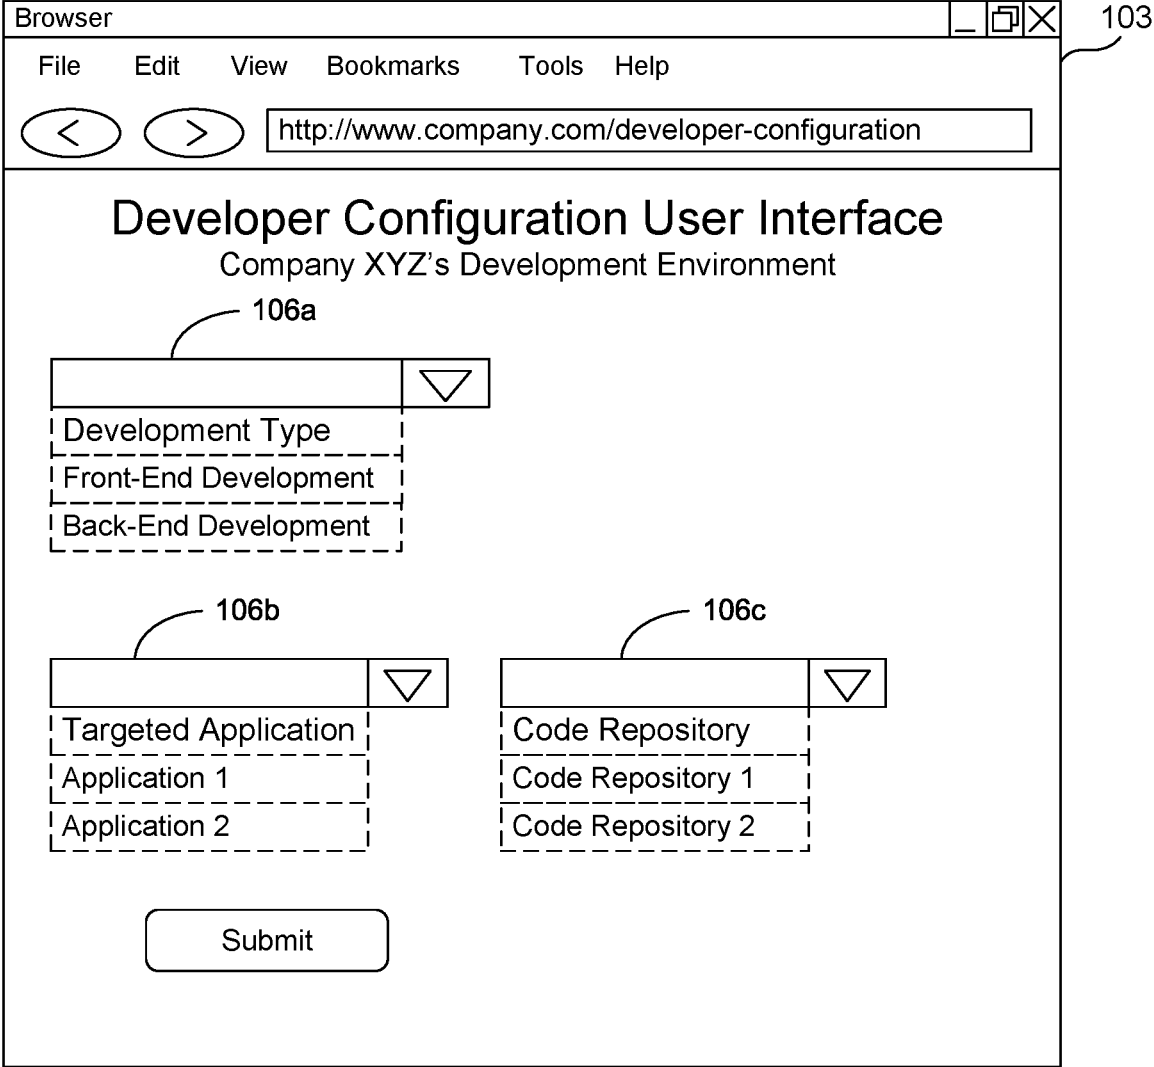 Browser
103
File Edit View Bookmarks Tools Help
http://www.company.com/developer-configuration
Developer Configuration User Interface
Company XYZ's Development Environment
106a
Development Type
Front-End Development
Back-End Development
106b
Targeted Application
Application 1
Application 2
106c
Code Repository
Code Repository 1
Code Repository 2
Submit